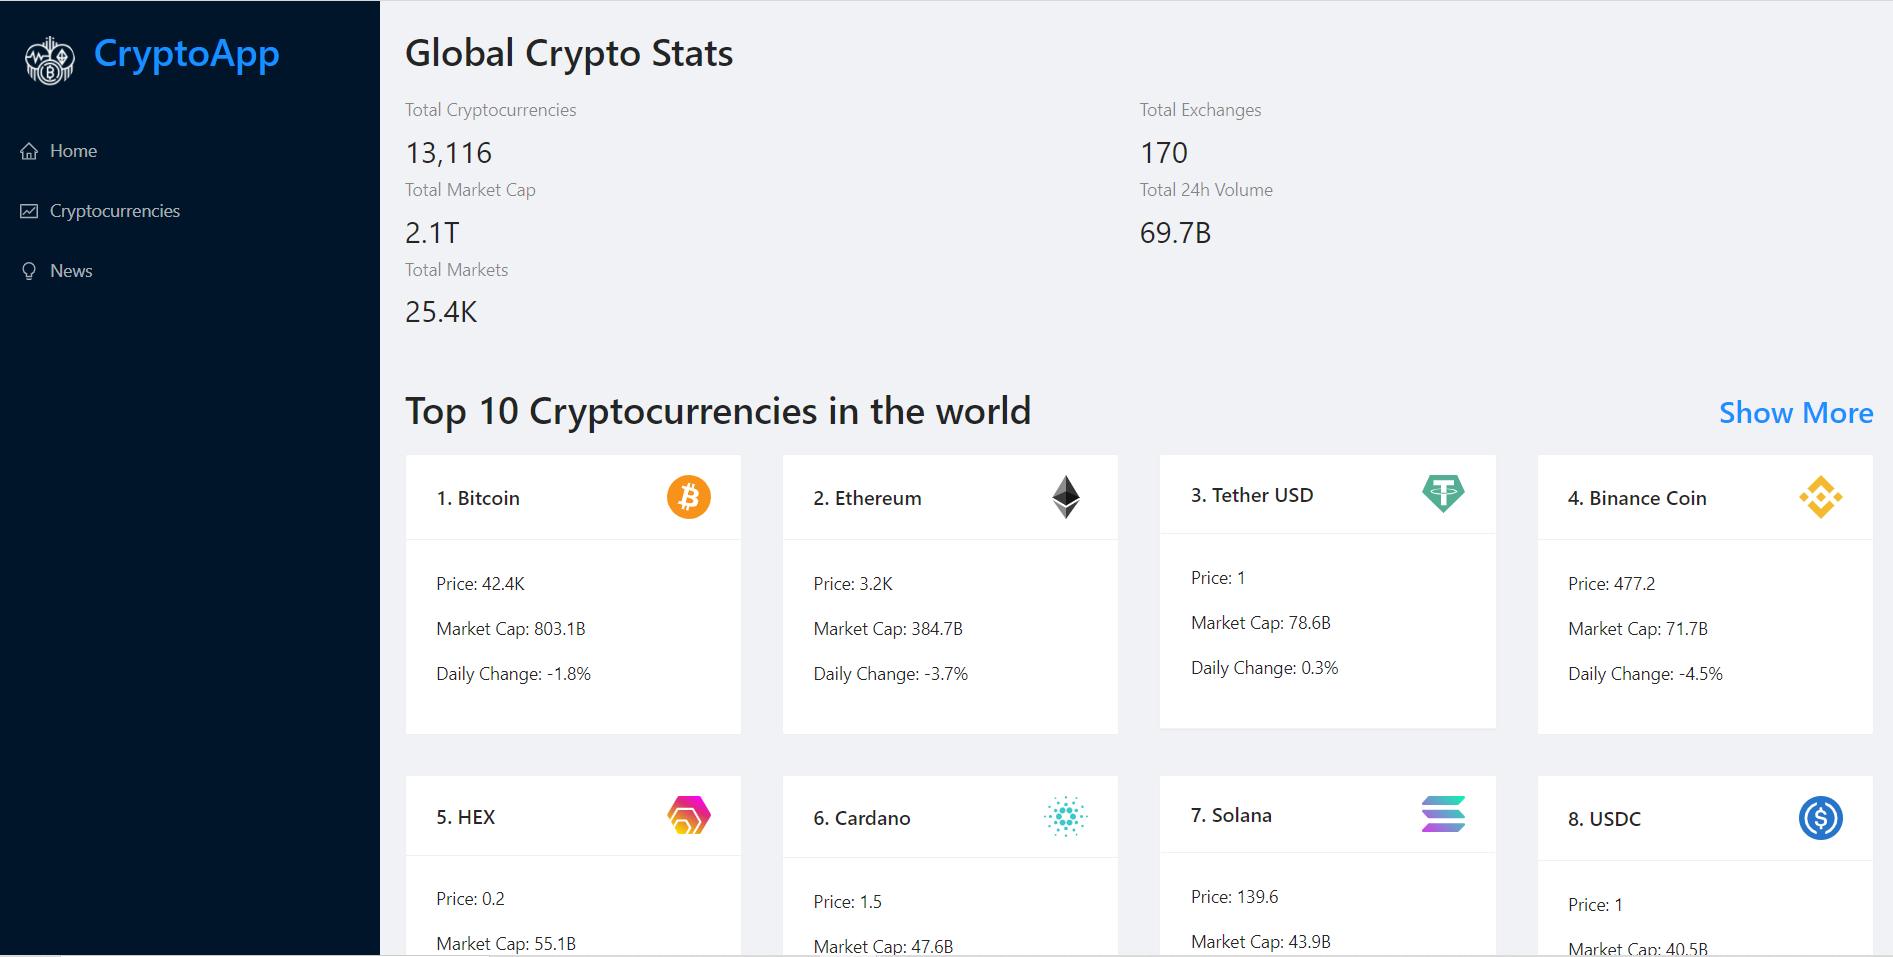 CryptoApp
Home
Cryptocurrencies
News
Global Crypto Stats
Total Cryptocurrencies
13,116
Total Exchanges
170
Total Market Cap
2.1T
Total 24h Volume
69.7B
Total Markets
25.4K
Top 10 Cryptocurrencies in the world
Show More
1. Bitcoin
Price: 42.4K
Market Cap: 803.1B
Daily Change: -1.8%
2. Ethereum
Price: 3.2K
Market Cap: 384.7B
Daily Change: -3.7%
3. Tether USD
Price: 1
Market Cap: 78.6B
Daily Change: 0.3%
4. Binance Coin
Price: 477.2
Market Cap: 71.7B
Daily Change: -4.5%
5. HEX
Price: 0.2
Market Cap: 55.1B
6. Cardano
Price: 1.5
Market Cap: 47.6B
7. Solana
Price: 139.6
Market Cap: 43.9B
8. USDC
Price: 1
Market Cap: 40.5B